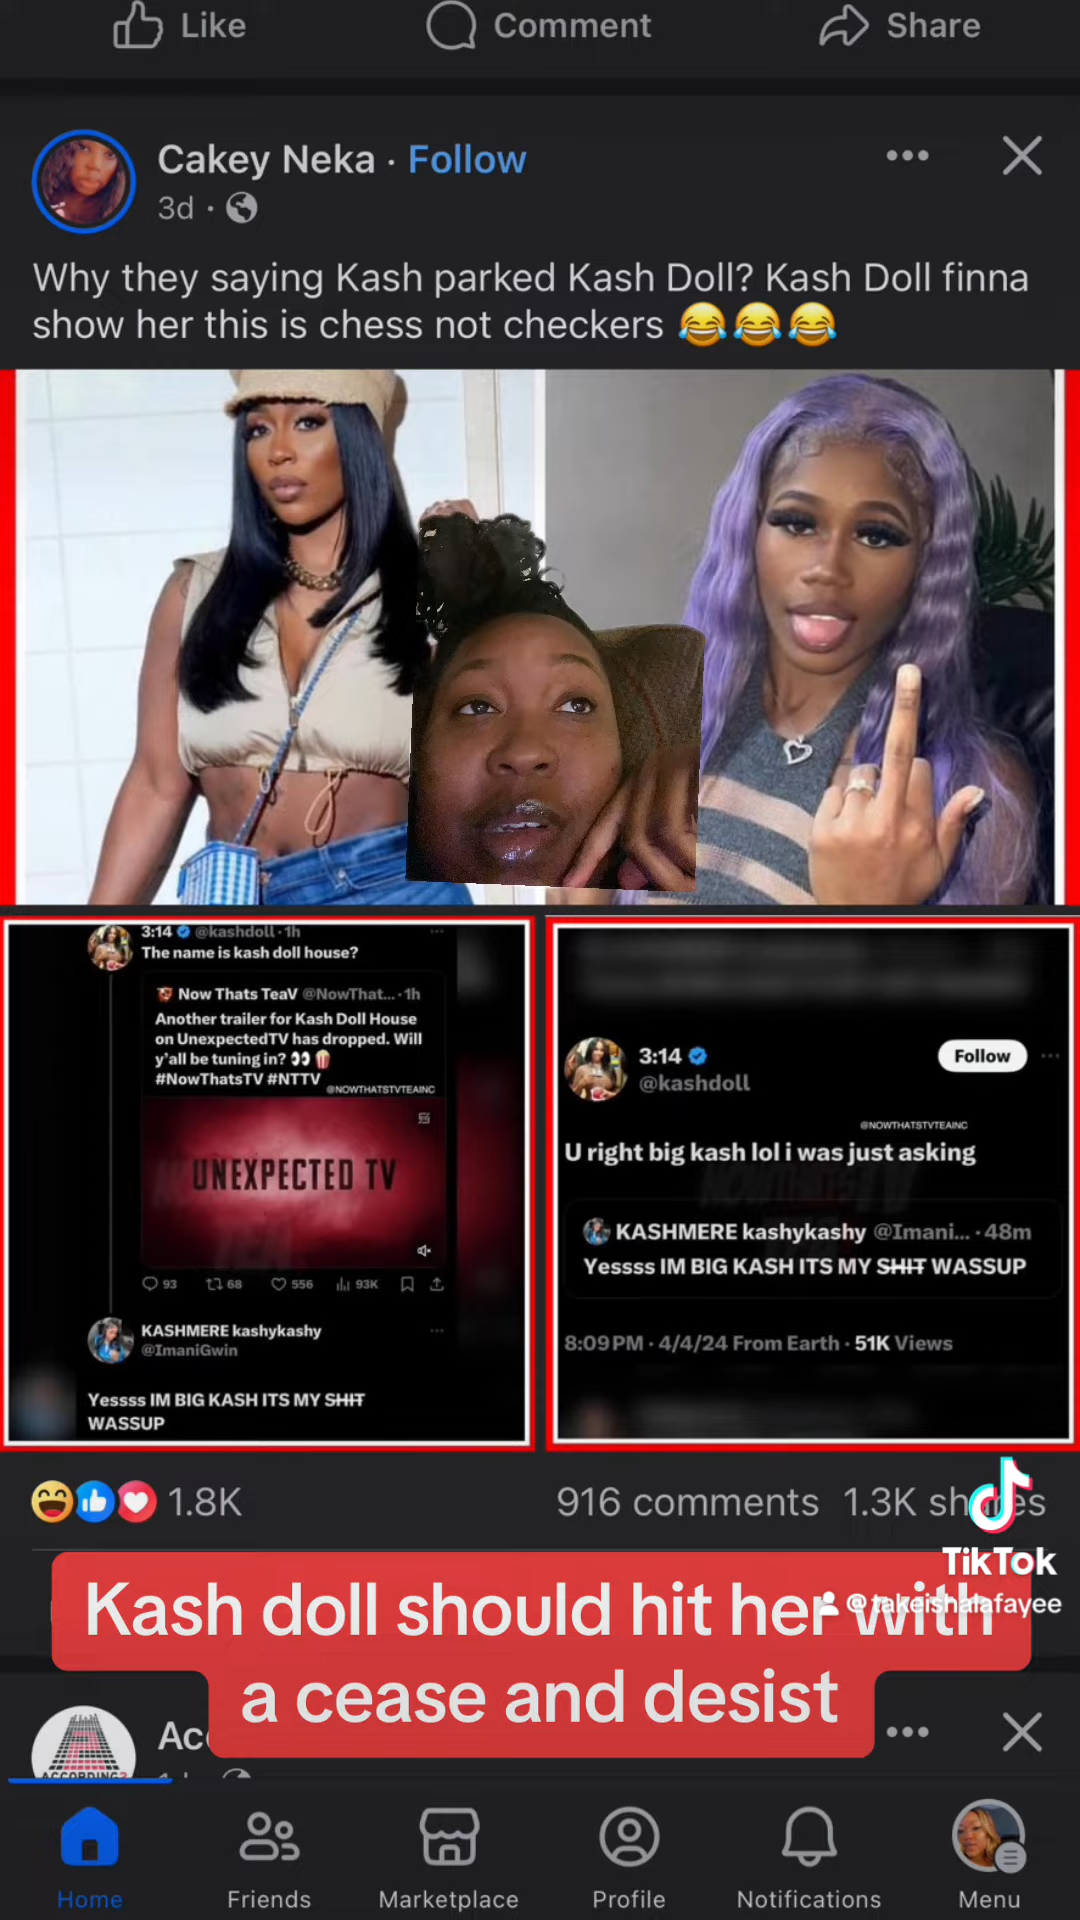 Like
Comment
Share
Cakey Neka · Follow
3d ·
Why they saying Kash parked Kash Doll? Kash Doll finna
show her this is chess not checkers 😂😂😂
3:14 @kashdoll · 1h
The name is kash doll house?
Now Thats TeaV @NowThat... · 1h
Another trailer for Kash Doll House
on UnexpectedTV has dropped. Will
y'all be tuning in? 👀🍿
#NowThatsTV #NTTV
@NOWTHATSTVTEAINC
UNEXPECTED TV
93 68 556 93K
KASHMERE kashykashy
@ImaniGwin
Yessss IM BIG KASH ITS MY SHIT
WASSUP
3:14
@kashdoll
Follow
@NOWTHATSTVTEAINC
U right big kash lol i was just asking
KASHMERE kashykashy @Imani... · 48m
Yessss IM BIG KASH ITS MY SHIT WASSUP
8:09 PM · 4/4/24 From Earth · 51K Views
1.8K
916 comments 1.3K shares
TikTok
@takeishalafayee
Kash doll should hit her with
a cease and desist
Ac
ACCORDING2
Home
Friends
Marketplace
Profile
Notifications
Menu